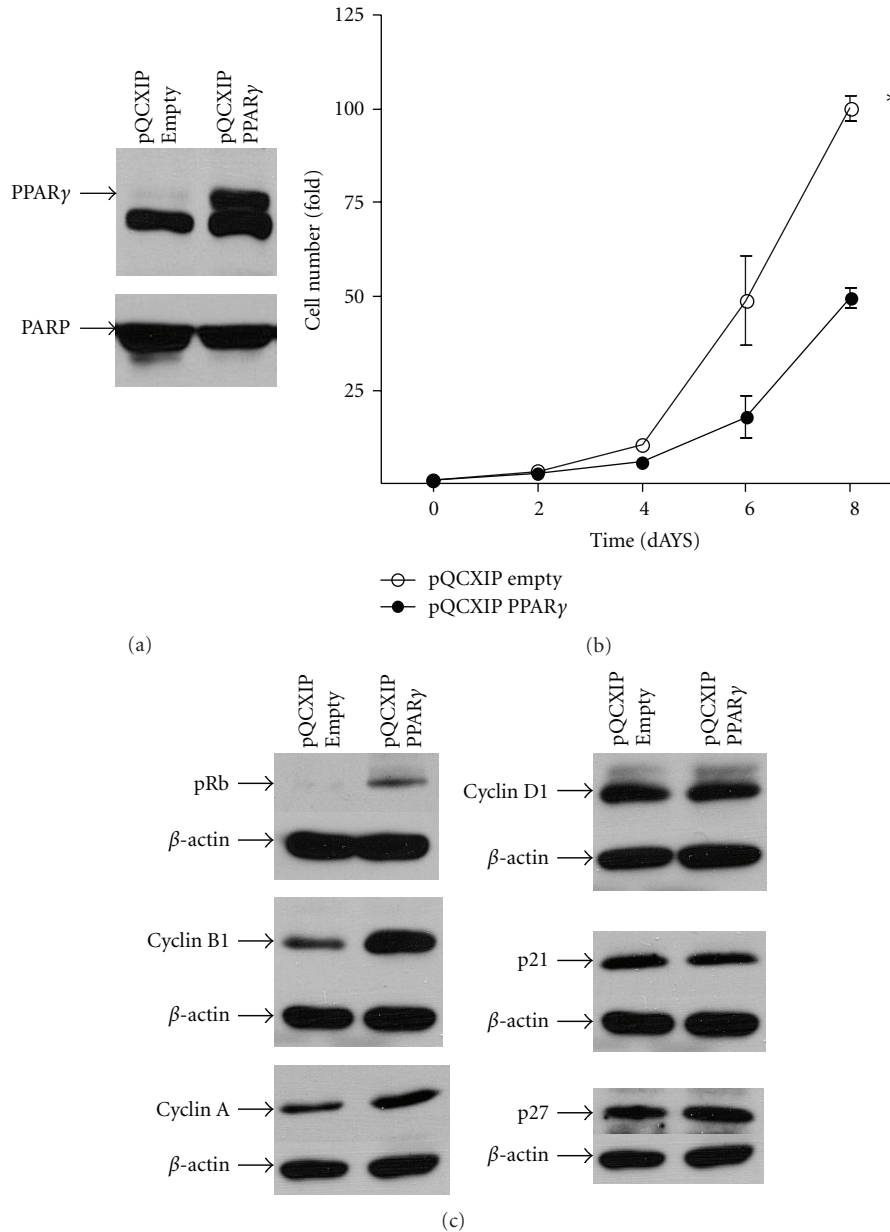 pQCXIP
Empty
pQCXIP
PPARγ
PPARγ
PARP
(a)
125
100
75
50
25
Cell number (fold)
*
0 2 4 6 8
Time (dAYS)
pQCXIP empty
pQCXIP PPARγ
(b)
pQCXIP
Empty
pQCXIP
PPARγ
pRb
β-actin
Cyclin B1
β-actin
Cyclin A
β-actin
pQCXIP
Empty
pQCXIP
PPARγ
Cyclin D1
β-actin
p21
β-actin
p27
β-actin
(c)